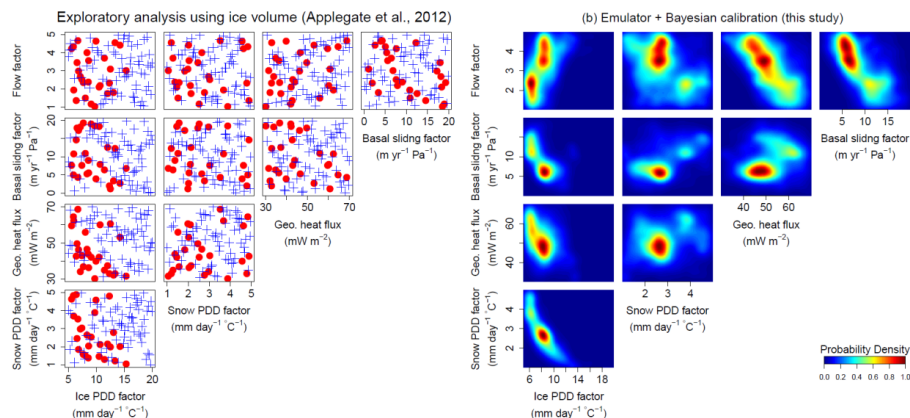 Exploratory analysis using ice volume (Applegate et al., 2012)
(b) Emulator + Bayesian calibration (this study)
Flow factor
1 2 3 4 5
0 5 10 15 20
Basal sliding factor
(m yr⁻¹ Pa⁻¹)
Basal slidng factor
(m yr⁻¹ Pa⁻¹)
0 5 10 15 20
30 40 50 60 70
Geo. heat flux
(mW m⁻²)
Geo. heat flux
(mW m⁻²)
30 40 50 60 70
1 2 3 4 5
Snow PDD factor
(mm day⁻¹ °C⁻¹)
Snow PDD factor
(mm day⁻¹ °C⁻¹)
1 2 3 4 5
5 10 15 20
Ice PDD factor
(mm day⁻¹ °C⁻¹)
Flow factor
2 3 4
5 10 15
Basal sliding factor
(m yr⁻¹ Pa⁻¹)
Basal sliding factor
(m yr⁻¹ Pa⁻¹)
5 10 15
40 50 60
Geo. heat flux
(mW m⁻²)
Geo. heat flux
(mW m⁻²)
40 60
2 3 4
Snow PDD factor
(mm day⁻¹ °C⁻¹)
Snow PDD factor
(mm day⁻¹ °C⁻¹)
2 3 4
6 8 10 14 18
Ice PDD factor
(mm day⁻¹ °C⁻¹)
Probability Density
0.0 0.2 0.4 0.6 0.8 1.0